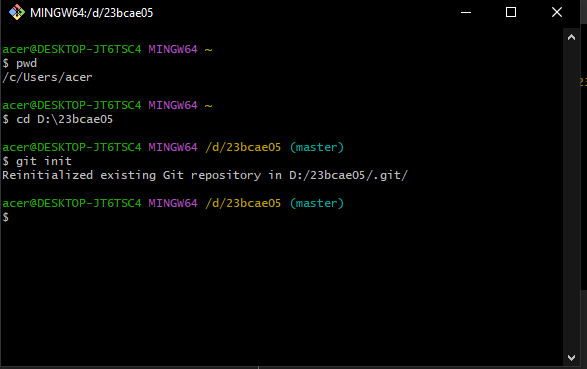 MINGW64:/d/23bcae05
acer@DESKTOP-JT6TSC4 MINGW64 ~
$ pwd
/c/Users/acer
acer@DESKTOP-JT6TSC4 MINGW64 ~
$ cd D:\23bcae05
acer@DESKTOP-JT6TSC4 MINGW64 /d/23bcae05 (master)
$ git init
Reinitialized existing Git repository in D:/23bcae05/.git/
acer@DESKTOP-JT6TSC4 MINGW64 /d/23bcae05 (master)
$